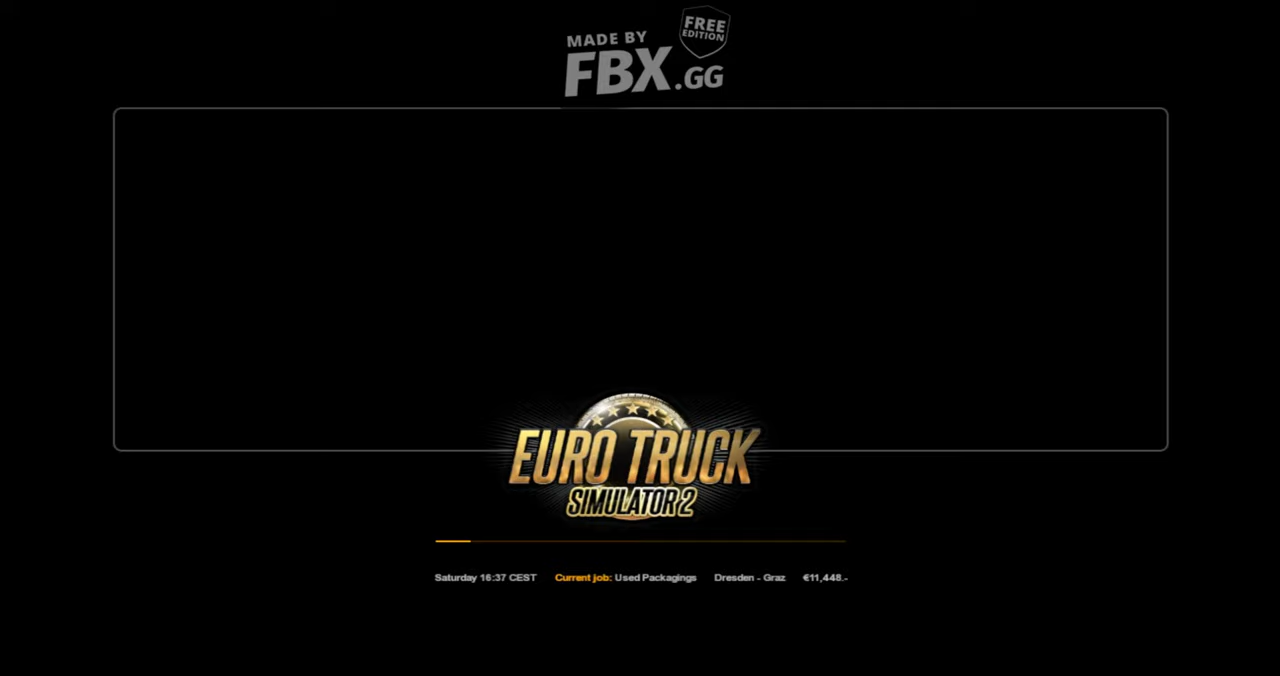 MADE BY
FREE
EDITION
FBX.GG
EURO TRUCK
SIMULATOR 2
Saturday 16:37 CEST Current job: Used Packagings Dresden - Graz €11,448.-